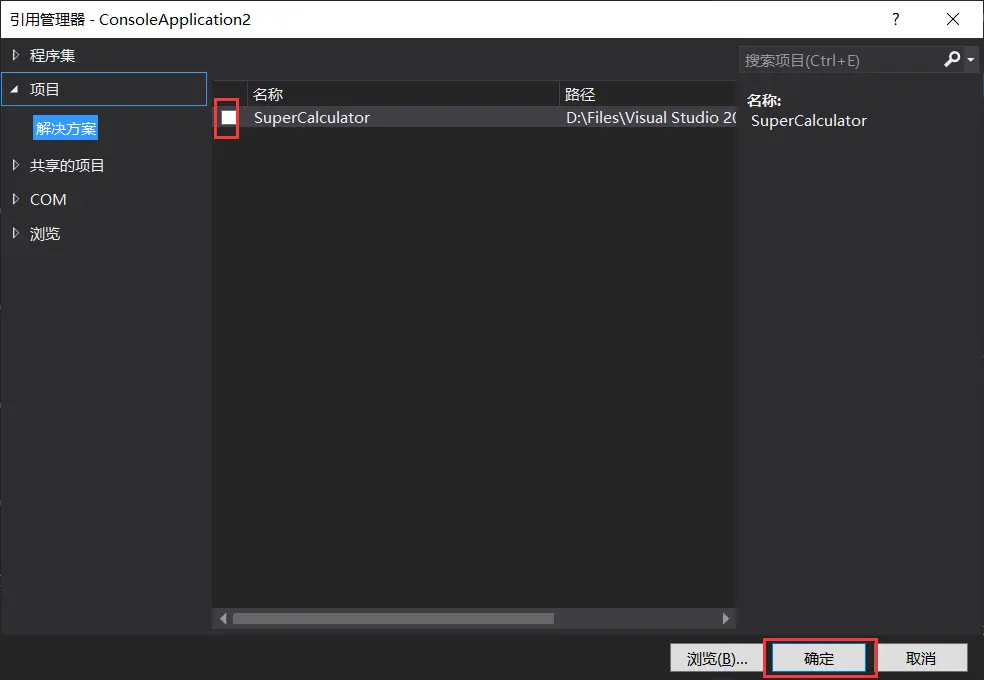 引用管理器 - ConsoleApplication2
?
程序集
项目
解决方案
共享的项目
COM
浏览
名称
路径
SuperCalculator
D:\Files\Visual Studio 20
搜索项目(Ctrl+E)
名称:
SuperCalculator
浏览(B)...
确定
取消